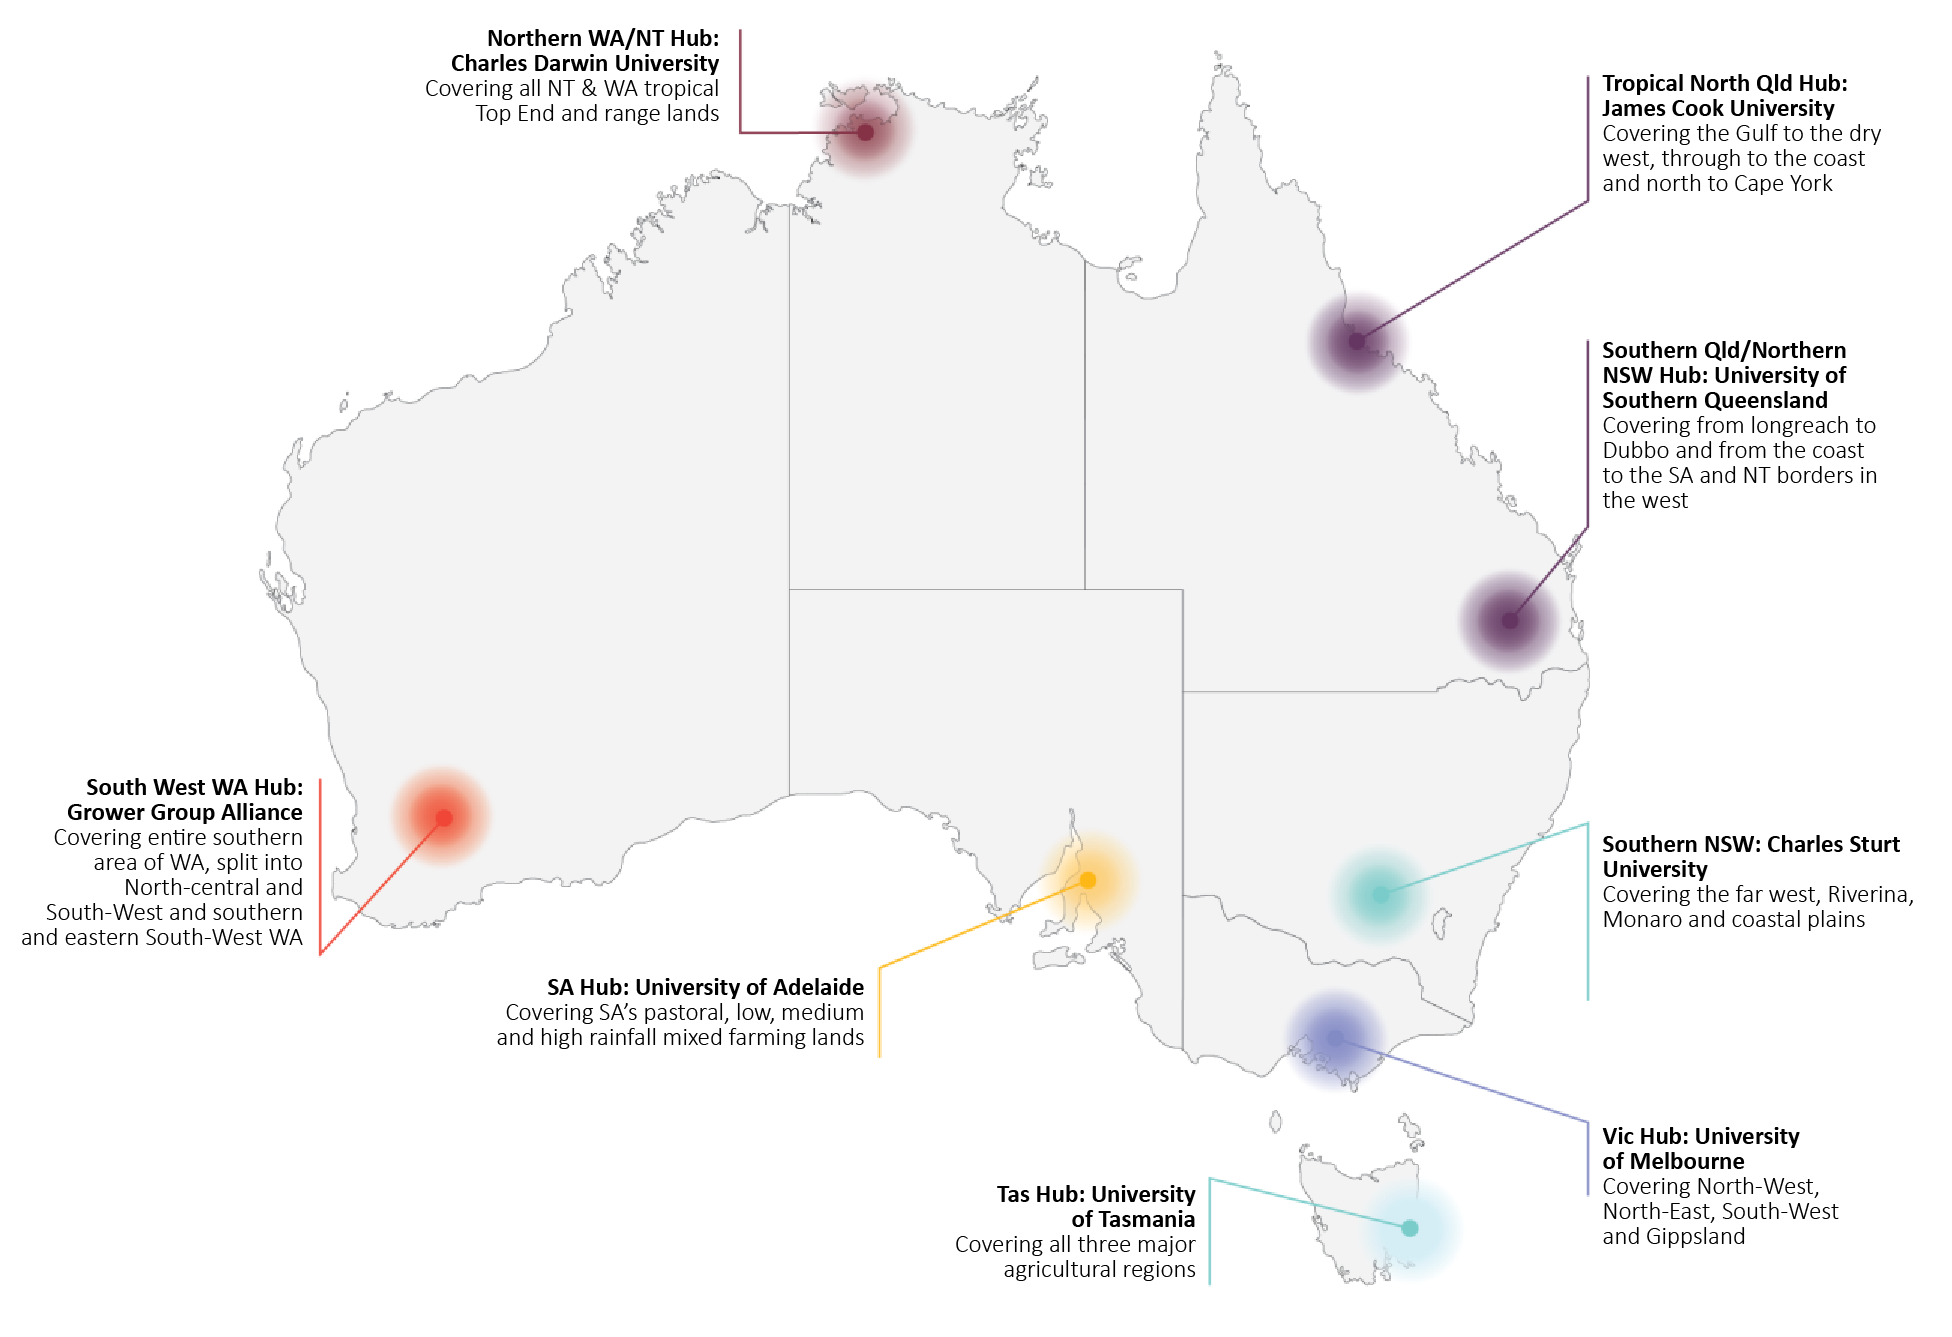 Northern WA/NT Hub:
Charles Darwin University
Covering all NT & WA tropical
Top End and range lands
Tropical North Qld Hub:
James Cook University
Covering the Gulf to the dry
west, through to the coast
and north to Cape York
Southern Qld/Northern
NSW Hub: University of
Southern Queensland
Covering from longreach to
Dubbo and from the coast
to the SA and NT borders in
the west
South West WA Hub:
Grower Group Alliance
Covering entire southern
area of WA, split into
North-central and
South-West and southern
and eastern South-West WA
Southern NSW: Charles Sturt
University
Covering the far west, Riverina,
Monaro and coastal plains
SA Hub: University of Adelaide
Covering SA’s pastoral, low, medium
and high rainfall mixed farming lands
Vic Hub: University
of Melbourne
Covering North-West,
North-East, South-West
and Gippsland
Tas Hub: University
of Tasmania
Covering all three major
agricultural regions